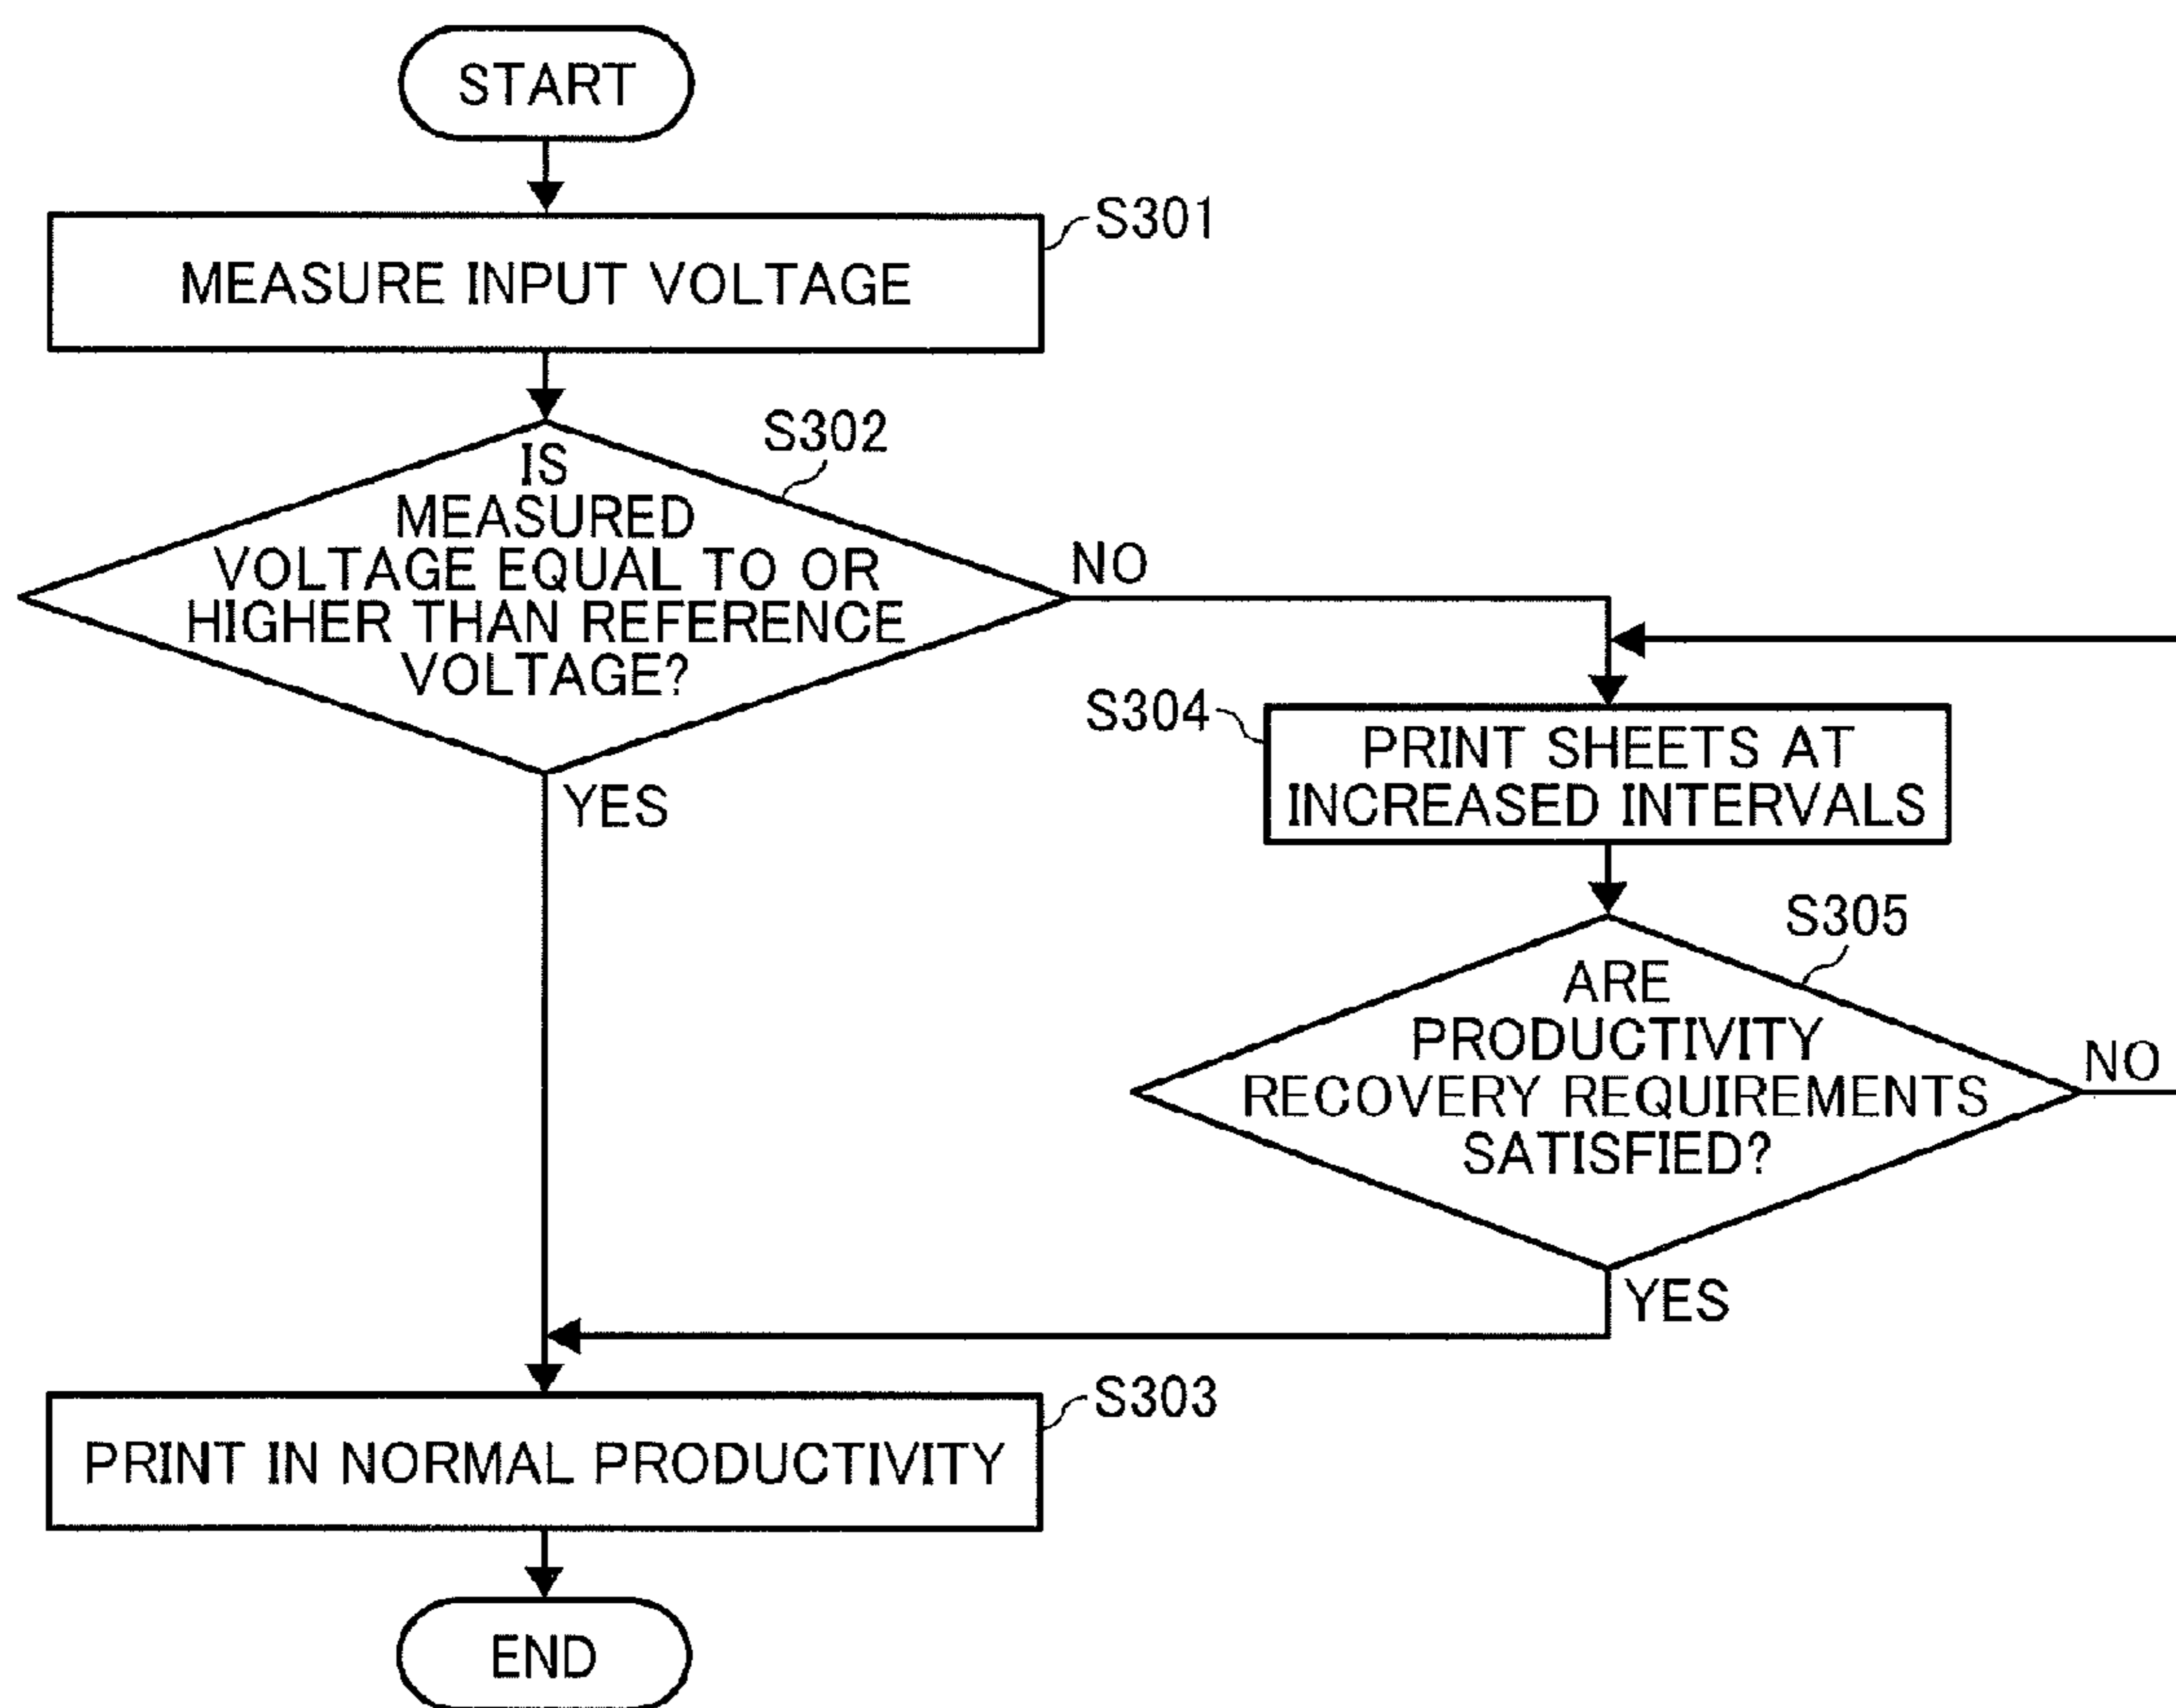 START
S301
MEASURE INPUT VOLTAGE
S302
IS
MEASURED
VOLTAGE EQUAL TO OR
HIGHER THAN REFERENCE
VOLTAGE?
NO
YES
S304
PRINT SHEETS AT
INCREASED INTERVALS
S305
ARE
PRODUCTIVITY
RECOVERY REQUIREMENTS
SATISFIED?
NO
YES
S303
PRINT IN NORMAL PRODUCTIVITY
END